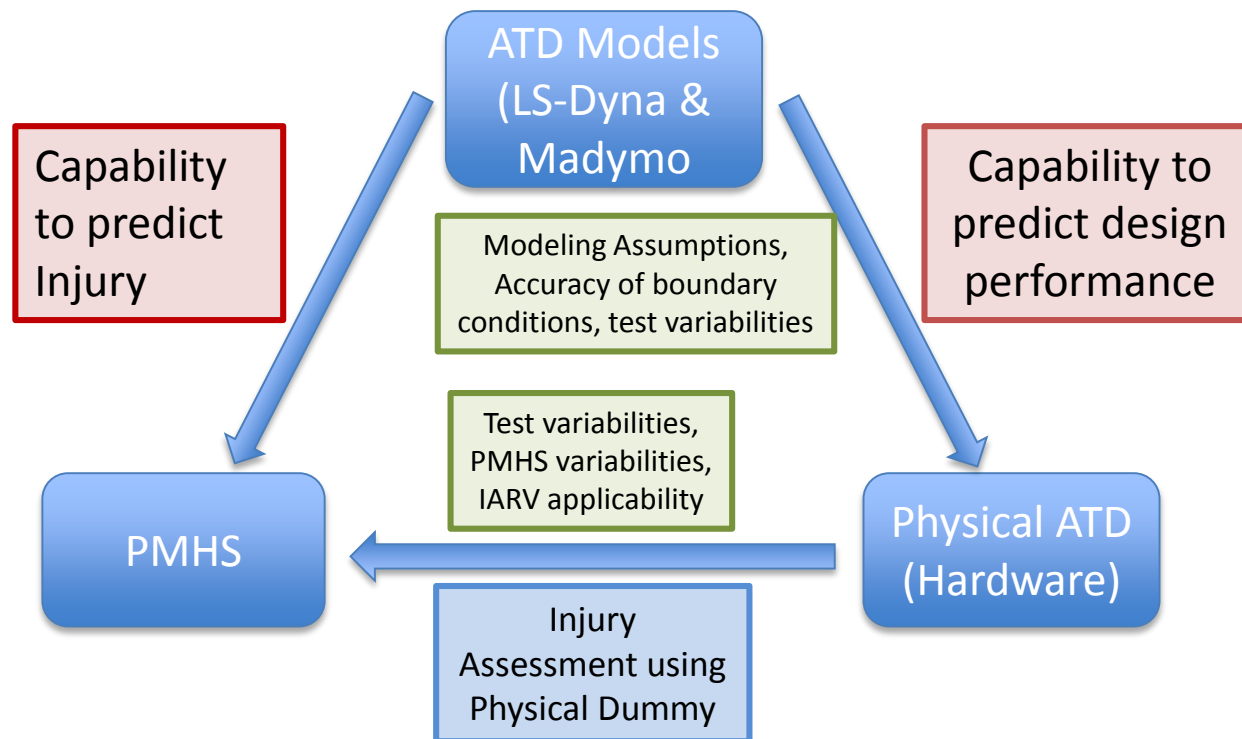 ATD Models
(LS-Dyna &
Madymo
Capability
to predict
Injury
Capability to
predict design
performance
Modeling Assumptions,
Accuracy of boundary
conditions, test variabilities
Test variabilities,
PMHS variabilities,
IARV applicability
PMHS
Physical ATD
(Hardware)
Injury
Assessment using
Physical Dummy